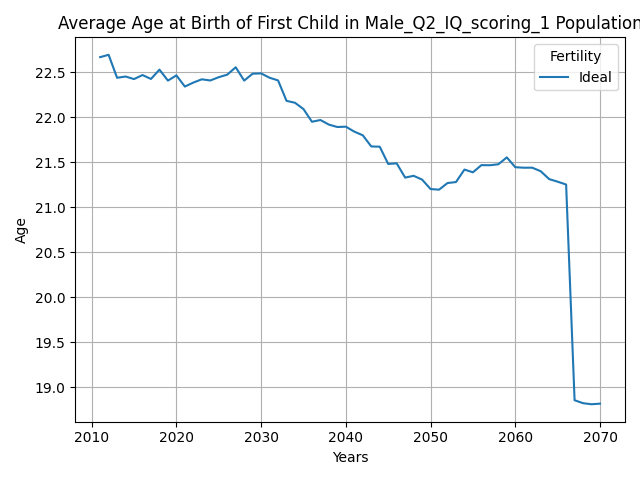 Average Age at Birth of First Child in Male_Q2_IQ_scoring_1 Population
Fertility
Ideal
22.5
22.0
21.5
21.0
20.5
20.0
19.5
19.0
Age
2010 2020 2030 2040 2050 2060 2070
Years